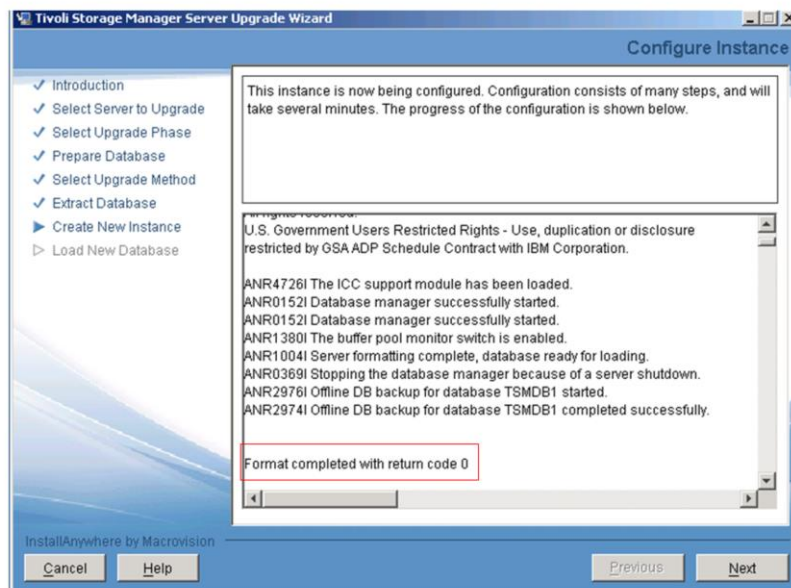 Tivoli Storage Manager Server Upgrade Wizard
Configure Instance
Introduction
Select Server to Upgrade
Select Upgrade Phase
Prepare Database
Select Upgrade Method
Extract Database
Create New Instance
Load New Database
This instance is now being configured. Configuration consists of many steps, and will
take several minutes. The progress of the configuration is shown below.
All rights reserved.
U.S. Government Users Restricted Rights - Use, duplication or disclosure
restricted by GSA ADP Schedule Contract with IBM Corporation.
ANR4726I The ICC support module has been loaded.
ANR0152I Database manager successfully started.
ANR0152I Database manager successfully started.
ANR1380I The buffer pool monitor switch is enabled.
ANR1004I Server formatting complete, database ready for loading.
ANR0369I Stopping the database manager because of a server shutdown.
ANR2976I Offline DB backup for database TSMDB1 started.
ANR2974I Offline DB backup for database TSMDB1 completed successfully.
Format completed with return code 0
InstallAnywhere by Macrovision
Cancel
Help
Previous
Next